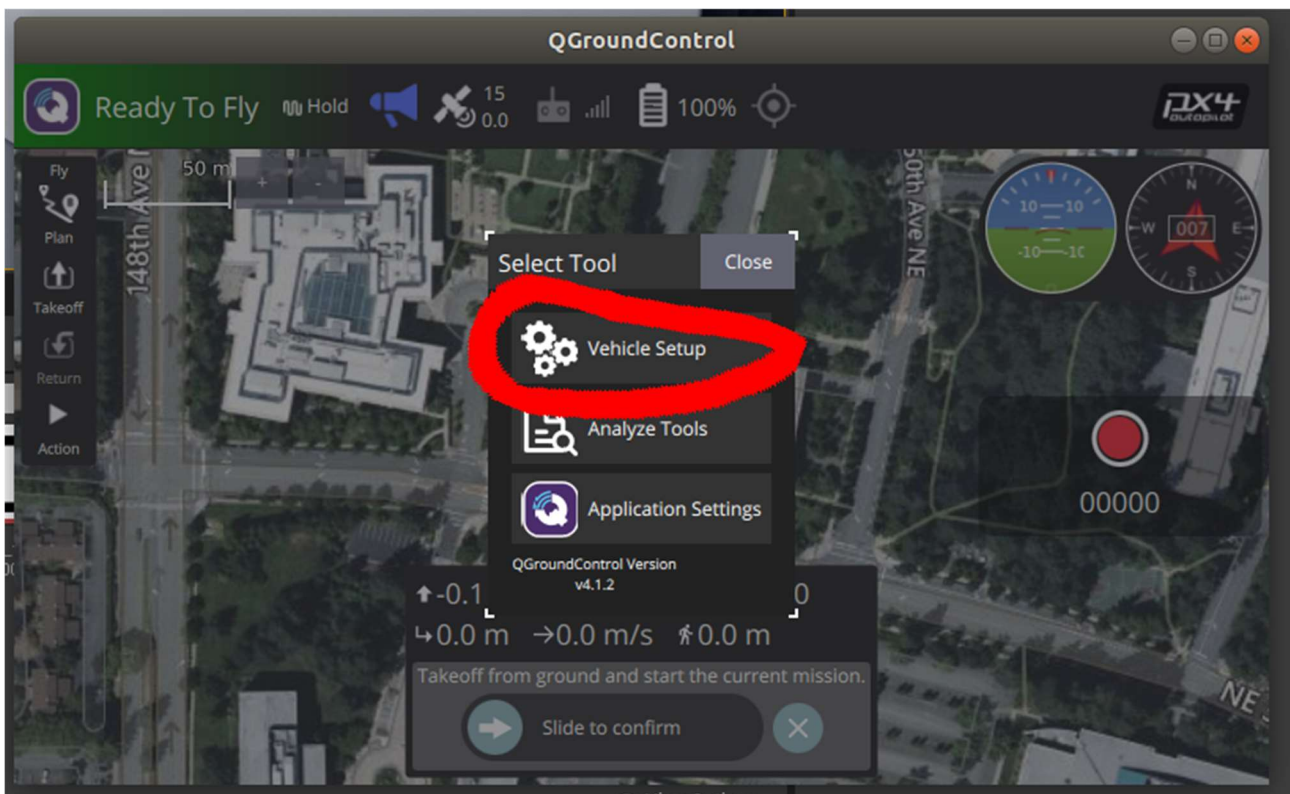 QGroundControl
Ready To Fly
Hold
15
0.0
100%
PX4
autopilot
Fly
Plan
Takeoff
Return
Action
50 m
+
-
148th Ave
50th Ave NE
10 10
-10
N
W 007 E
S
Select Tool
Close
Vehicle Setup
Analyze Tools
Application Settings
QGroundControl Version
v4.1.2
00000
-0.1
0
0.0 m 0.0 m/s 0.0 m
Takeoff from ground and start the current mission.
Slide to confirm
NE